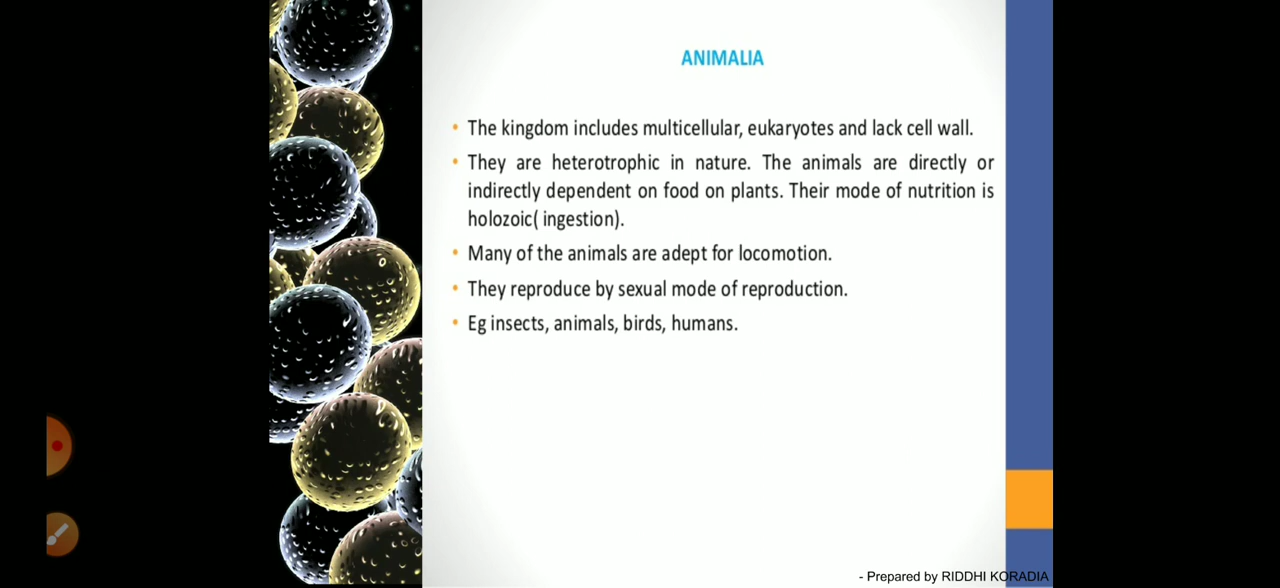 ANIMALIA
• The kingdom includes multicellular, eukaryotes and lack cell wall.
• They are heterotrophic in nature. The animals are directly or
indirectly dependent on food on plants. Their mode of nutrition is
holozoic( ingestion).
• Many of the animals are adept for locomotion.
• They reproduce by sexual mode of reproduction.
• Eg insects, animals, birds, humans.
- Prepared by RIDDHI KORADIA